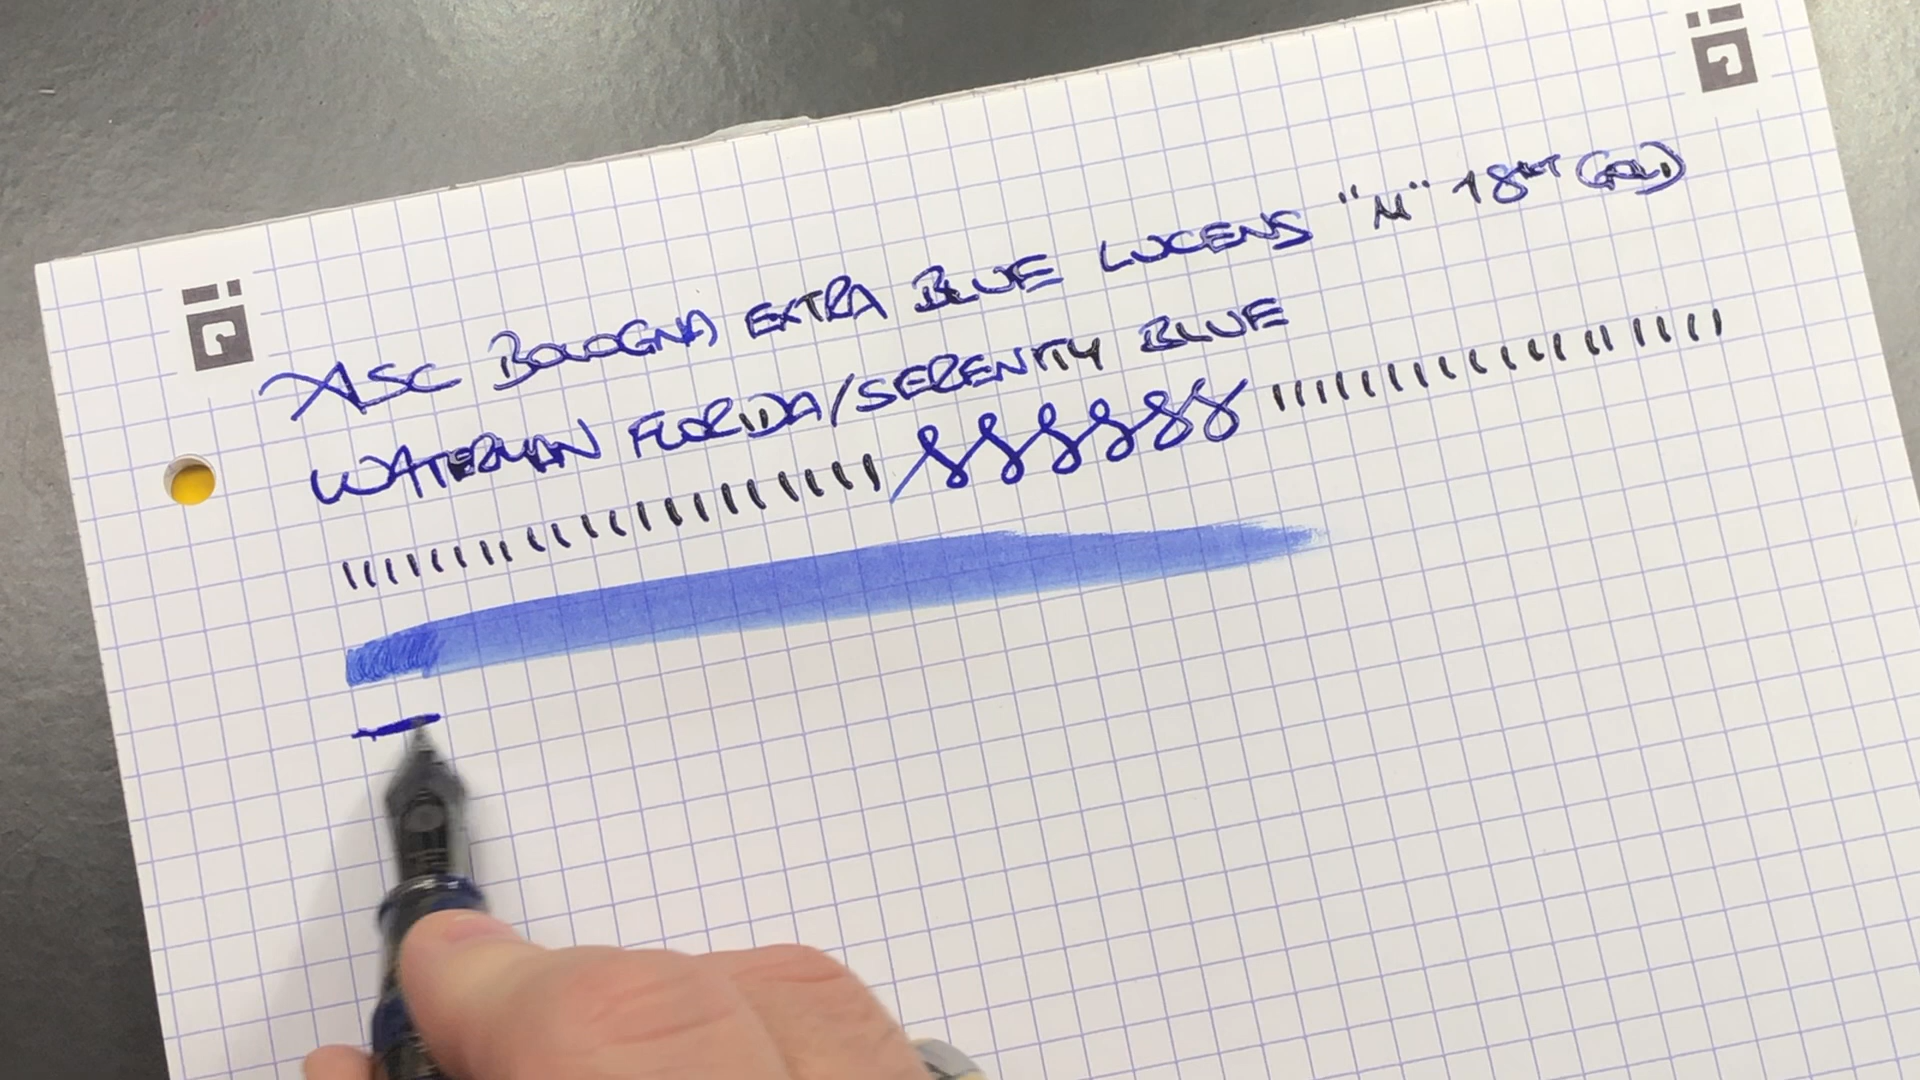 ASC BOLOGNA EXTRA BLUE LUCENS "M" 18KT GOLD
WATERMAN FLORIDA/SERENITY BLUE